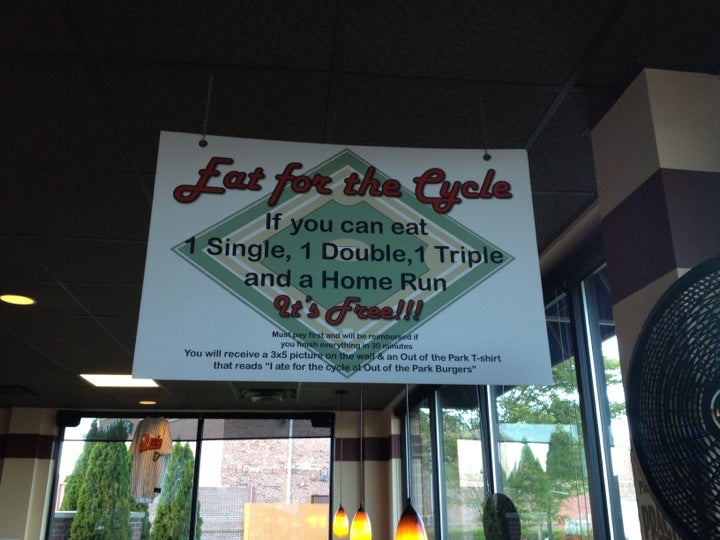 Eat for the Cycle
If you can eat
1 Single, 1 Double,1 Triple
and a Home Run
It's Free!!!
Must pay first and will be reimbursed if
you finish everything in 30 minutes
You will receive a 3x5 picture on the wall & an Out of the Park T-shirt
that reads "I ate for the cycle at Out of the Park Burgers"